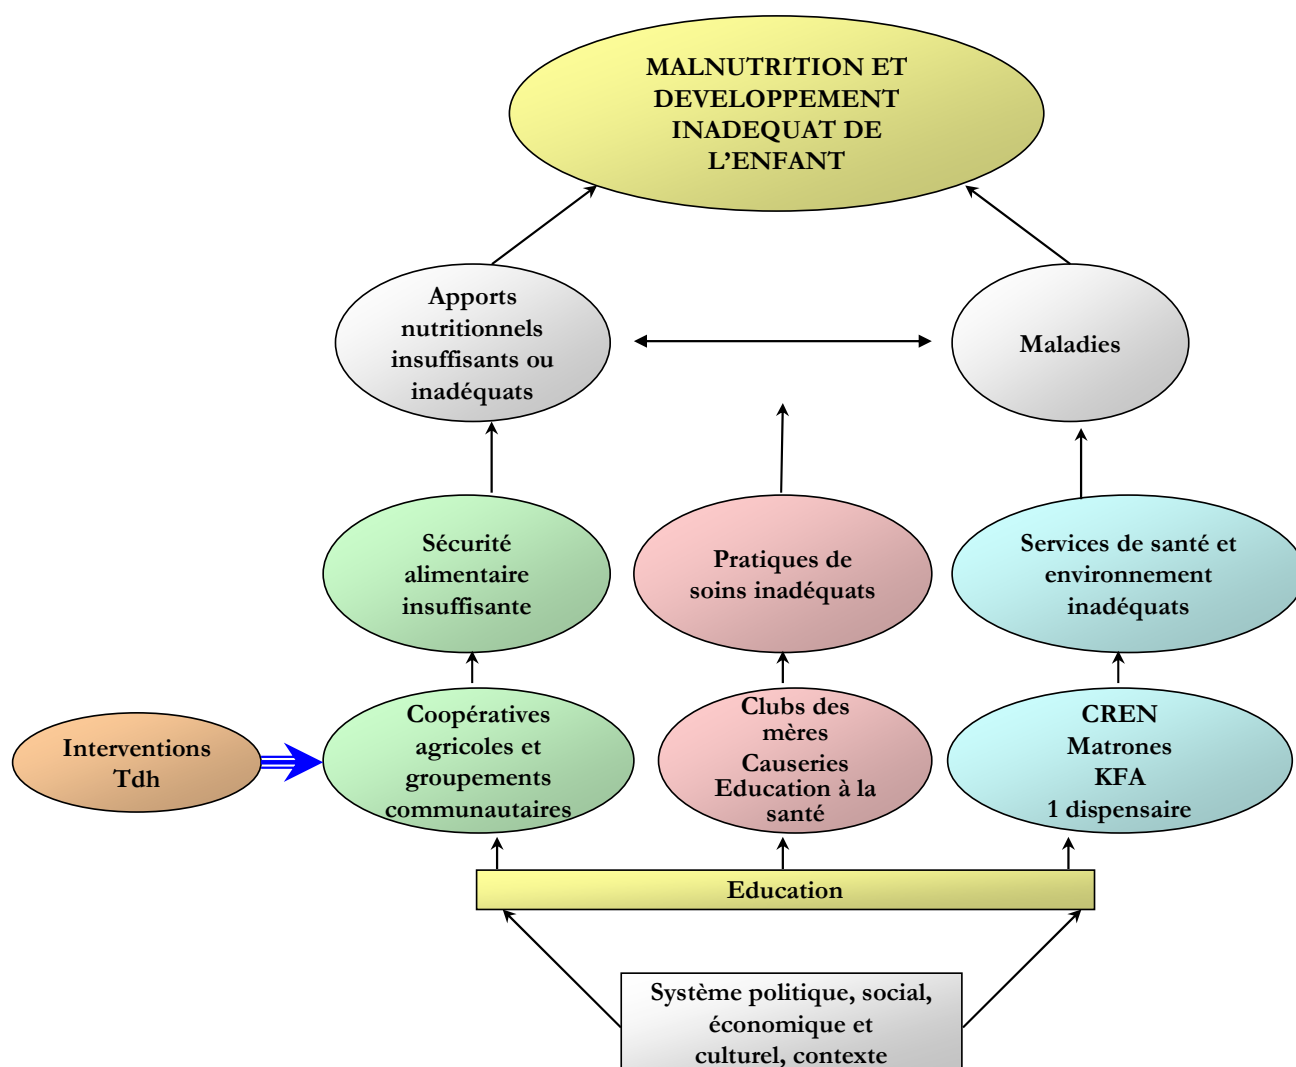 MALNUTRITION ET
DEVELOPPEMENT
INADEQUAT DE
L’ENFANT
Apports
nutritionnels
insuffisants ou
inadéquats
Maladies
Sécurité
alimentaire
insuffisante
Pratiques de
soins inadéquats
Services de santé et
environnement
inadéquats
Interventions
Tdh
Coopératives
agricoles et
groupements
communautaires
Clubs des
mères
Causeries
Education à la
santé
CREN
Matrones
KFA
1 dispensaire
Education
Système politique, social,
économique et
culturel, contexte